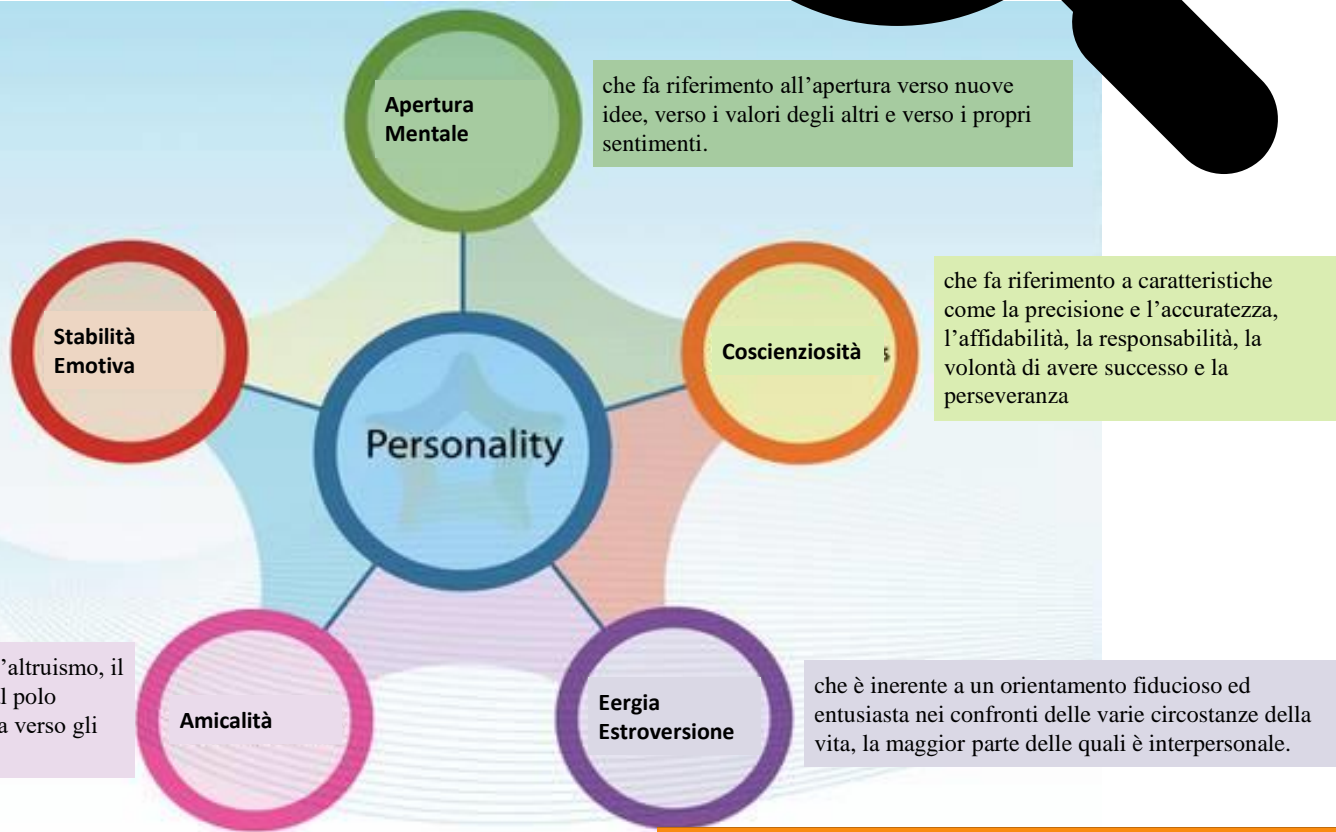 Apertura
Mentale
che fa riferimento all’apertura verso nuove
idee, verso i valori degli altri e verso i propri
sentimenti.
Stabilità
Emotiva
Coscienziosità s
che fa riferimento a caratteristiche
come la precisione e l’accuratezza,
l’affidabilità, la responsabilità, la
volontà di avere successo e la
perseveranza
Personality
’altruismo, il
l polo
a verso gli
Amicalità
Eergia
Estroversione
che è inerente a un orientamento fiducioso ed
entusiasta nei confronti delle varie circostanze della
vita, la maggior parte delle quali è interpersonale.